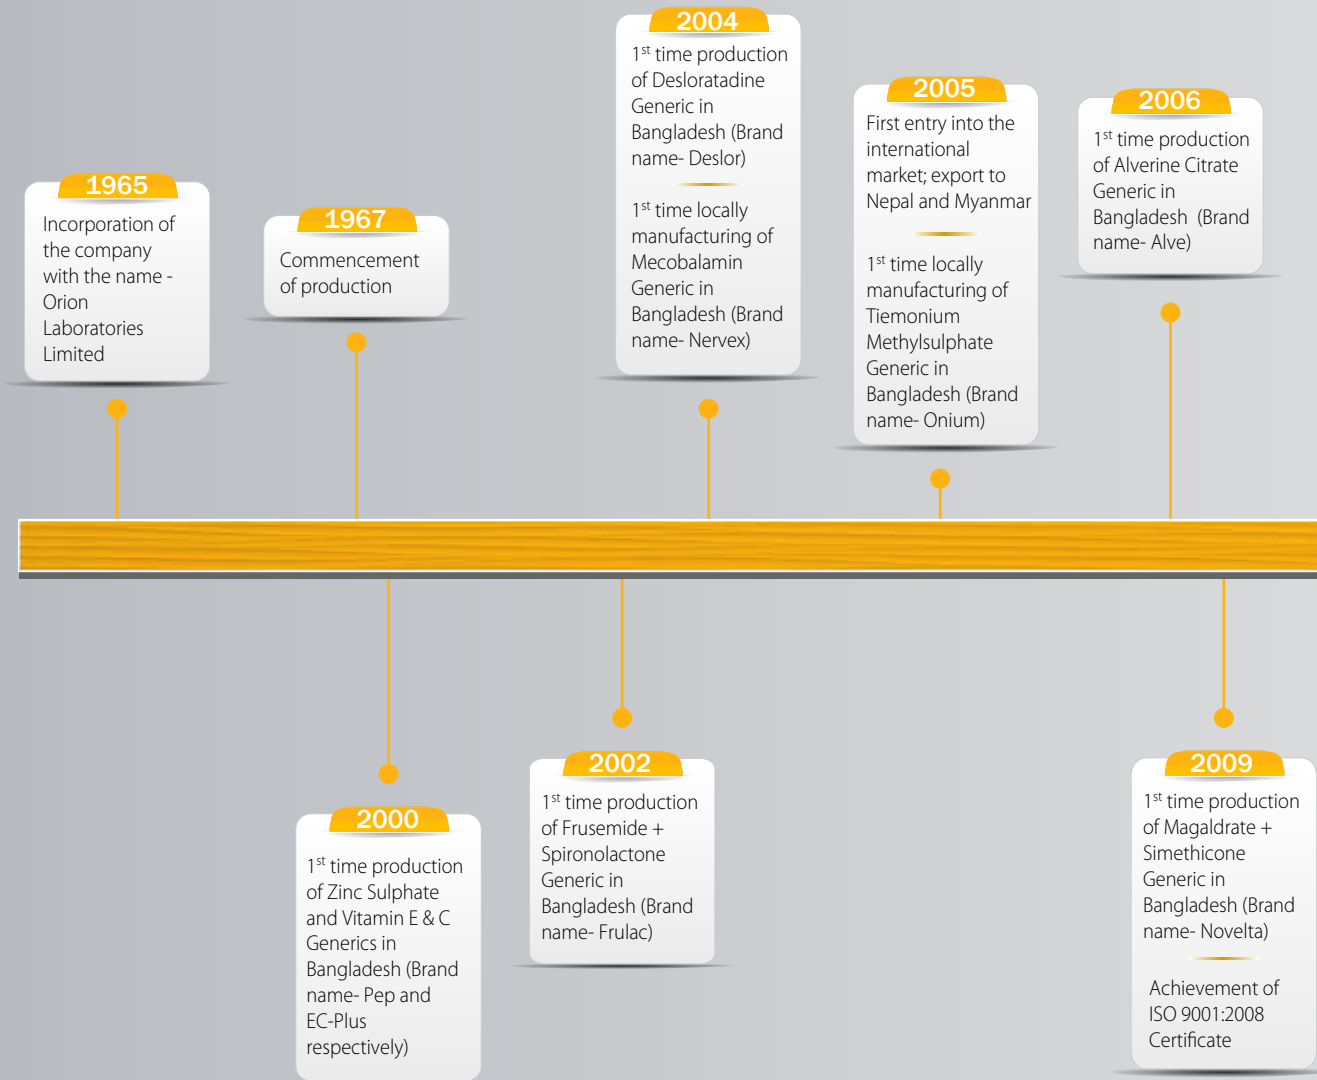 1965
Incorporation of
the company
with the name -
Orion
Laboratories
Limited
1967
Commencement
of production
2004
1st time production
of Desloratadine
Generic in
Bangladesh (Brand
name- Deslor)
1st time locally
manufacturing of
Mecobalamin
Generic in
Bangladesh (Brand
name- Nervex)
2005
First entry into the
international
market; export to
Nepal and Myanmar
1st time locally
manufacturing of
Tiemonium
Methylsulphate
Generic in
Bangladesh (Brand
name- Onium)
2006
1st time production
of Alverine Citrate
Generic in
Bangladesh (Brand
name- Alve)
2000
1st time production
of Zinc Sulphate
and Vitamin E & C
Generics in
Bangladesh (Brand
name- Pep and
EC-Plus
respectively)
2002
1st time production
of Frusemide +
Spironolactone
Generic in
Bangladesh (Brand
name- Frulac)
2009
1st time production
of Magaldrate +
Simethicone
Generic in
Bangladesh (Brand
name- Novelta)
Achievement of
ISO 9001:2008
Certificate